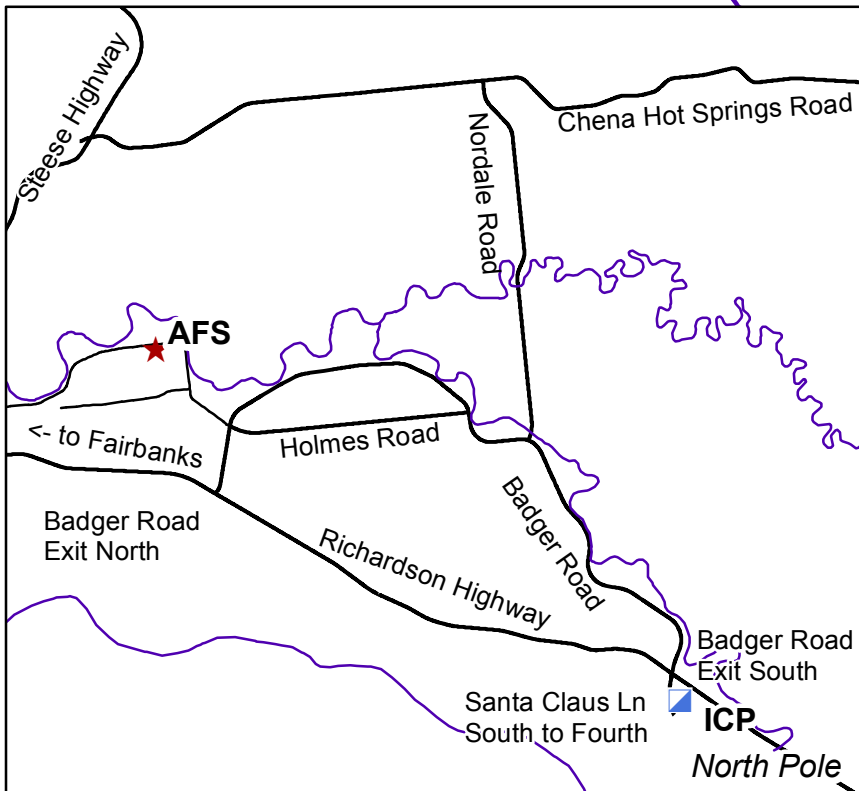 Steese Highway
Chena Hot Springs Road
Nordale Road
AFS
<- to Fairbanks
Holmes Road
Badger Road
Exit North
Richardson Highway
Badger Road
Badger Road
Exit South
Santa Claus Ln
South to Fourth
ICP
North Pole